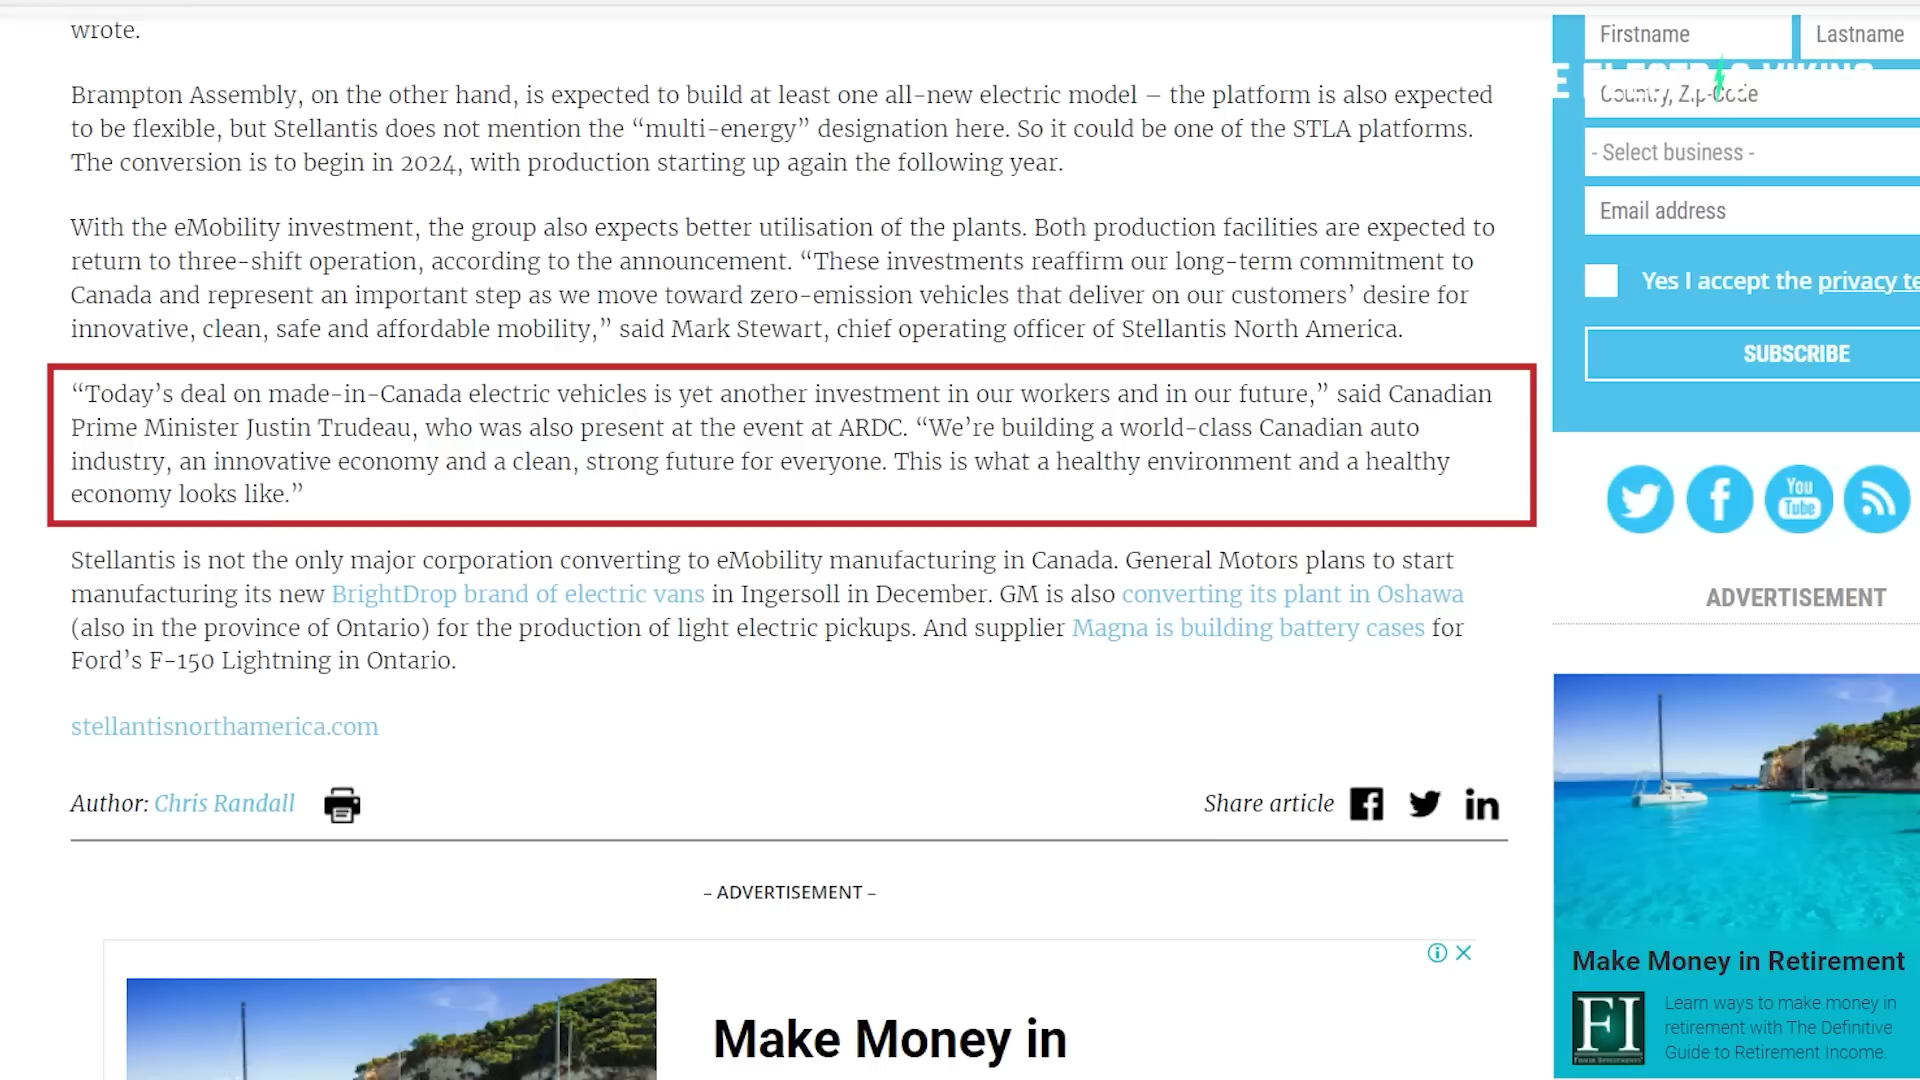 wrote.
Brampton Assembly, on the other hand, is expected to build at least one all-new electric model – the platform is also expected
to be flexible, but Stellantis does not mention the “multi-energy” designation here. So it could be one of the STLA platforms.
The conversion is to begin in 2024, with production starting up again the following year.
With the eMobility investment, the group also expects better utilisation of the plants. Both production facilities are expected to
return to three-shift operation, according to the announcement. “These investments reaffirm our long-term commitment to
Canada and represent an important step as we move toward zero-emission vehicles that deliver on our customers’ desire for
innovative, clean, safe and affordable mobility,” said Mark Stewart, chief operating officer of Stellantis North America.
“Today’s deal on made-in-Canada electric vehicles is yet another investment in our workers and in our future,” said Canadian
Prime Minister Justin Trudeau, who was also present at the event at ARDC. “We’re building a world-class Canadian auto
industry, an innovative economy and a clean, strong future for everyone. This is what a healthy environment and a healthy
economy looks like.”
Stellantis is not the only major corporation converting to eMobility manufacturing in Canada. General Motors plans to start
manufacturing its new BrightDrop brand of electric vans in Ingersoll in December. GM is also converting its plant in Oshawa
(also in the province of Ontario) for the production of light electric pickups. And supplier Magna is building battery cases for
Ford’s F-150 Lightning in Ontario.
stellantisnorthamerica.com
Author: Chris Randall
Share article
– ADVERTISEMENT –
Make Money in
Firstname
Lastname
Country, Zip-Code
- Select business -
Email address
Yes I accept the privacy te
SUBSCRIBE
You
Tube
ADVERTISEMENT
Make Money in Retirement
FI
Learn ways to make money in
retirement with The Definitive
Guide to Retirement Income.